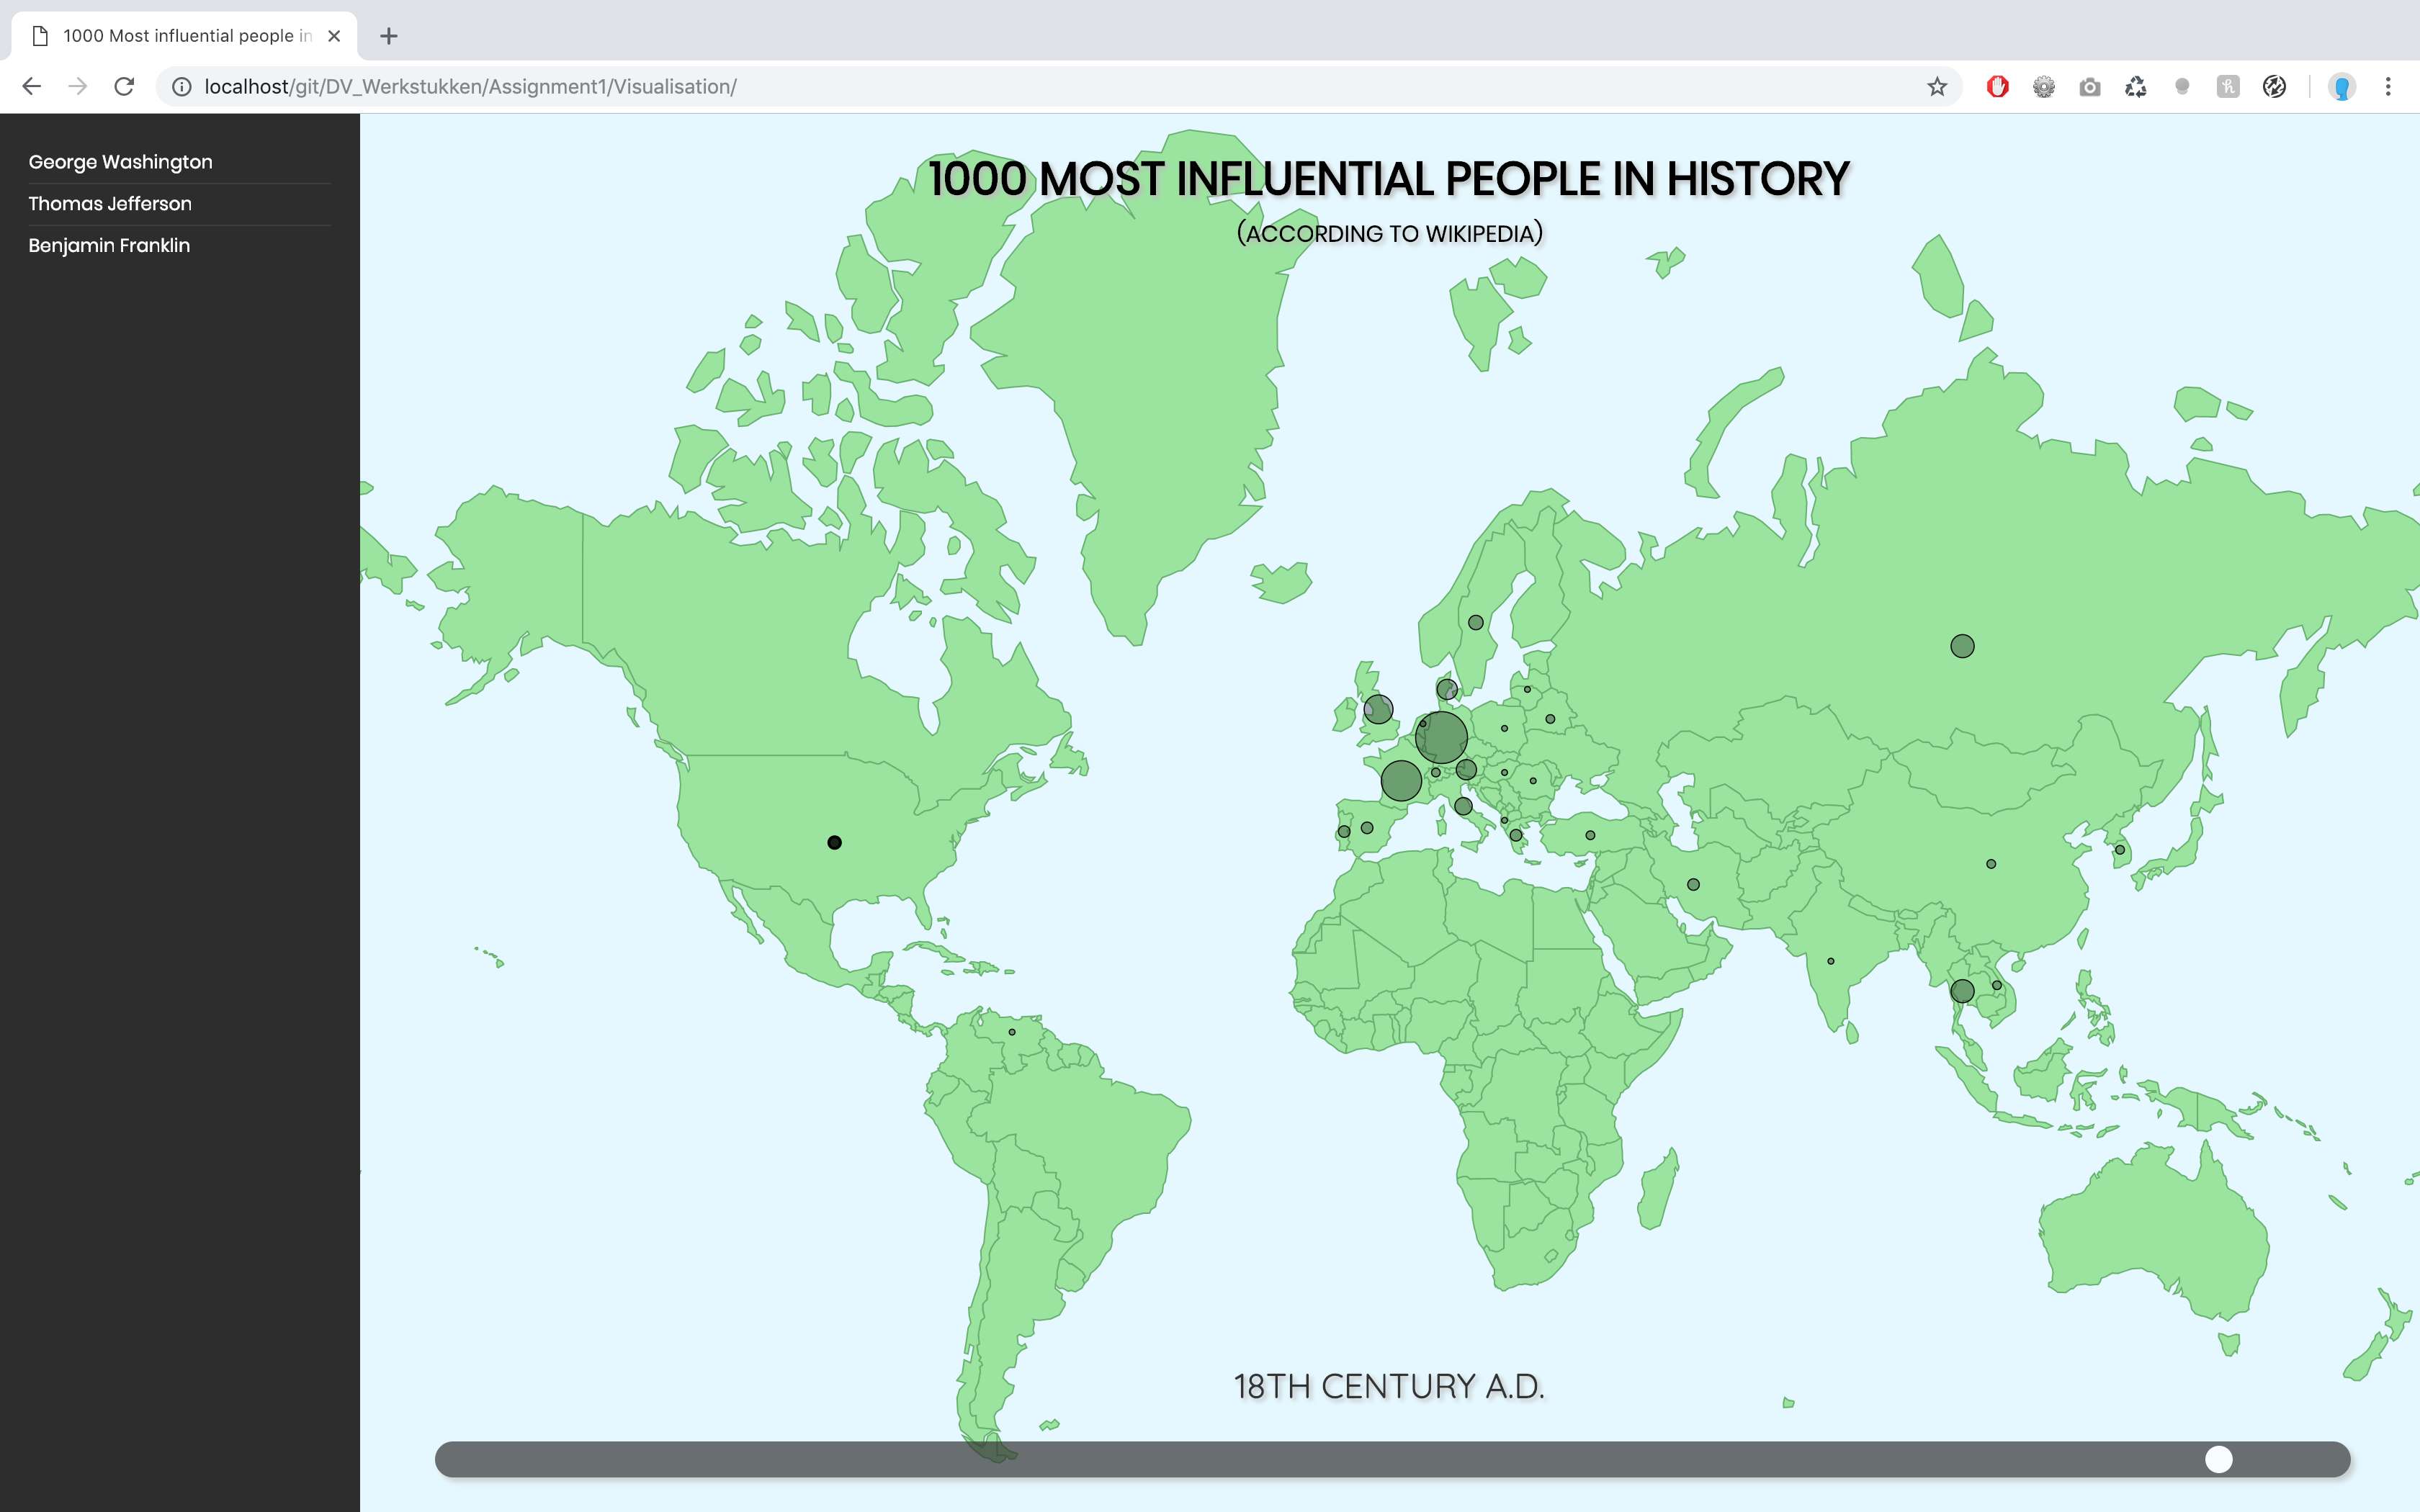 1000 Most influential people in
localhost/git/DV_Werkstukken/Assignment1/Visualisation/
George Washington
Thomas Jefferson
Benjamin Franklin
1000 MOST INFLUENTIAL PEOPLE IN HISTORY
(ACCORDING TO WIKIPEDIA)
18TH CENTURY A.D.